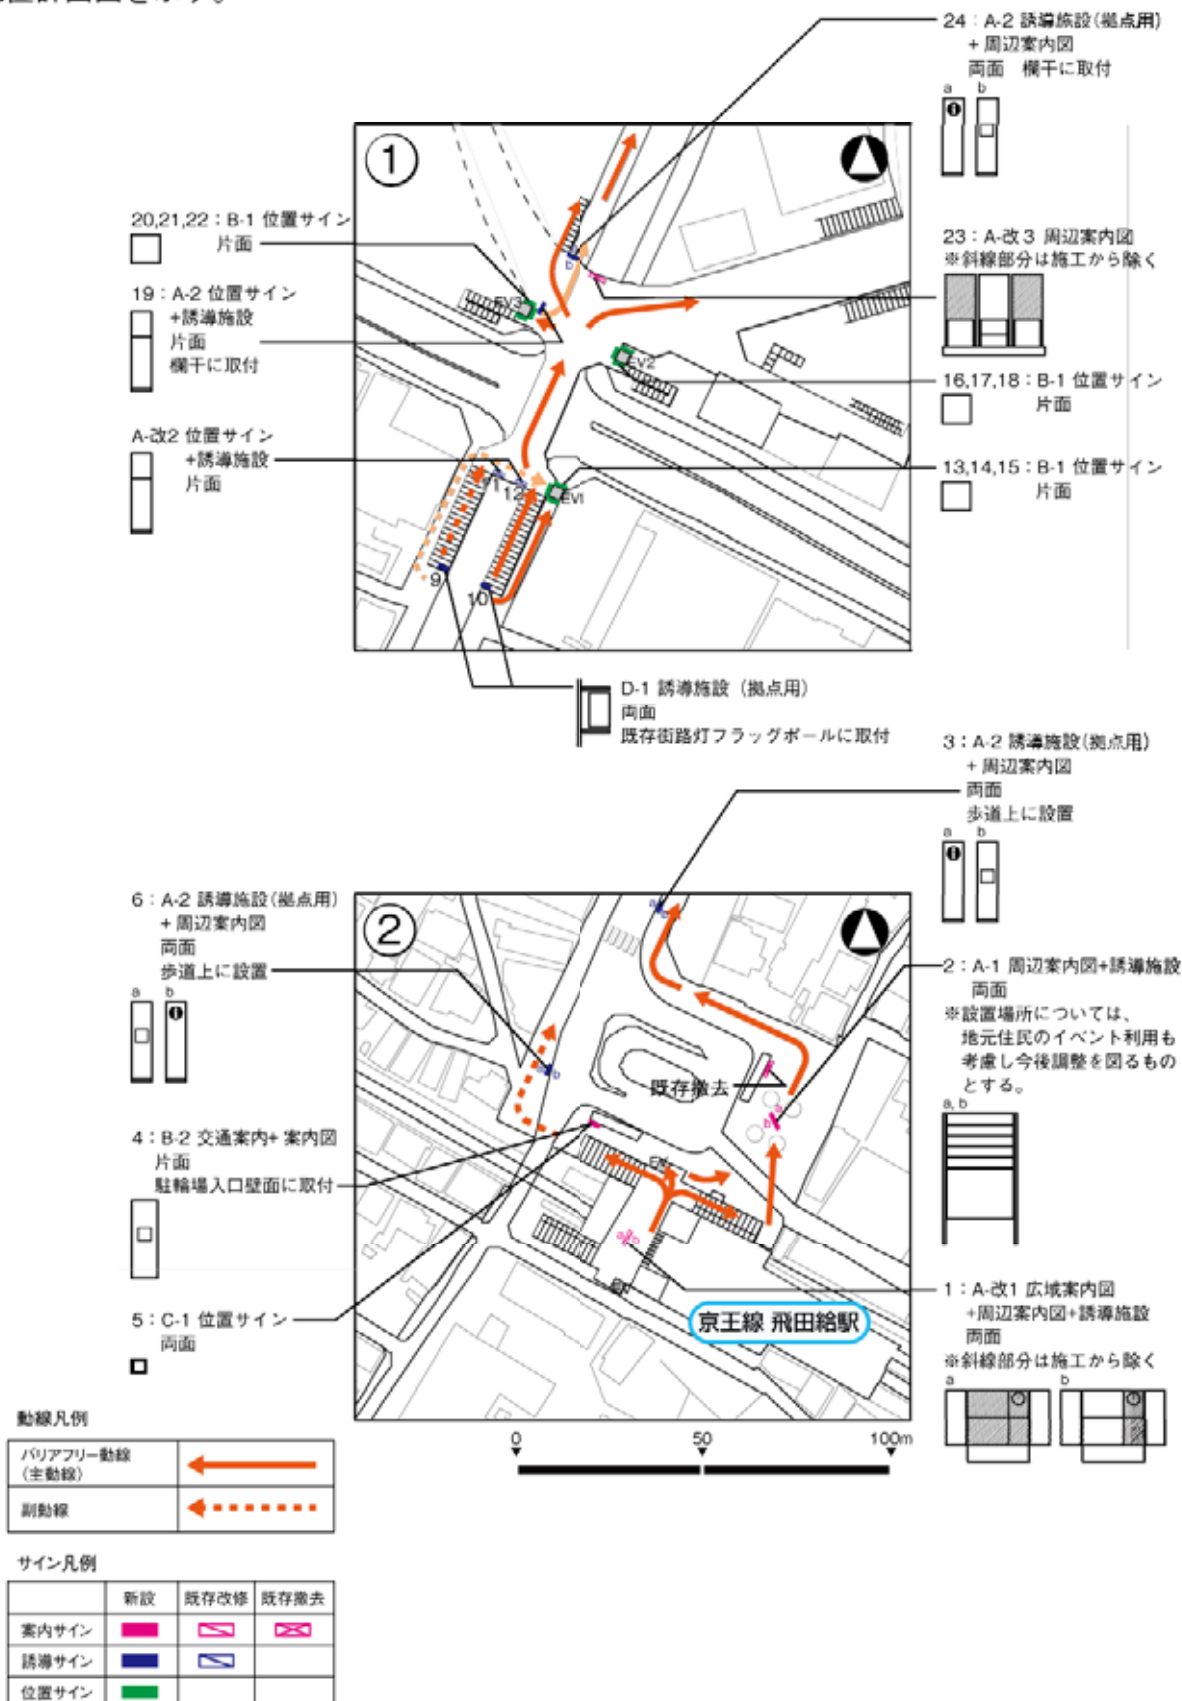 24：A-2 誘導施設(拠点用)
+ 周辺案内図
両面　欄干に取付
a b
①
20,21,22：B-1 位置サイン
片面
19：A-2 位置サイン
+誘導施設
片面
欄干に取付
A-改2 位置サイン
+誘導施設
片面
23：A-改3 周辺案内図
※斜線部分は施工から除く
16,17,18：B-1 位置サイン
片面
13,14,15：B-1 位置サイン
片面
b
EV3
EV2
11
12
EV1
9
10
D-1 誘導施設（拠点用）
両面
既存街路灯フラッグポールに取付
3：A-2 誘導施設(拠点用)
+ 周辺案内図
両面
歩道上に設置
a b
②
6：A-2 誘導施設(拠点用)
+ 周辺案内図
両面
歩道上に設置
a b
4：B-2 交通案内+ 案内図
片面
駐輪場入口壁面に取付
5：C-1 位置サイン
両面
2：A-1 周辺案内図+誘導施設
両面
※設置場所については、
地元住民のイベント利用も
考慮し今後調整を図るもの
とする。
a, b
既存撤去
a
b
a b
京王線 飛田給駅
1：A-改1 広域案内図
+周辺案内図+誘導施設
両面
※斜線部分は施工から除く
a b
0 50 100m
動線凡例
バリアフリー動線
（主動線）
副動線
サイン凡例
新設 既存改修 既存撤去
案内サイン
誘導サイン
位置サイン